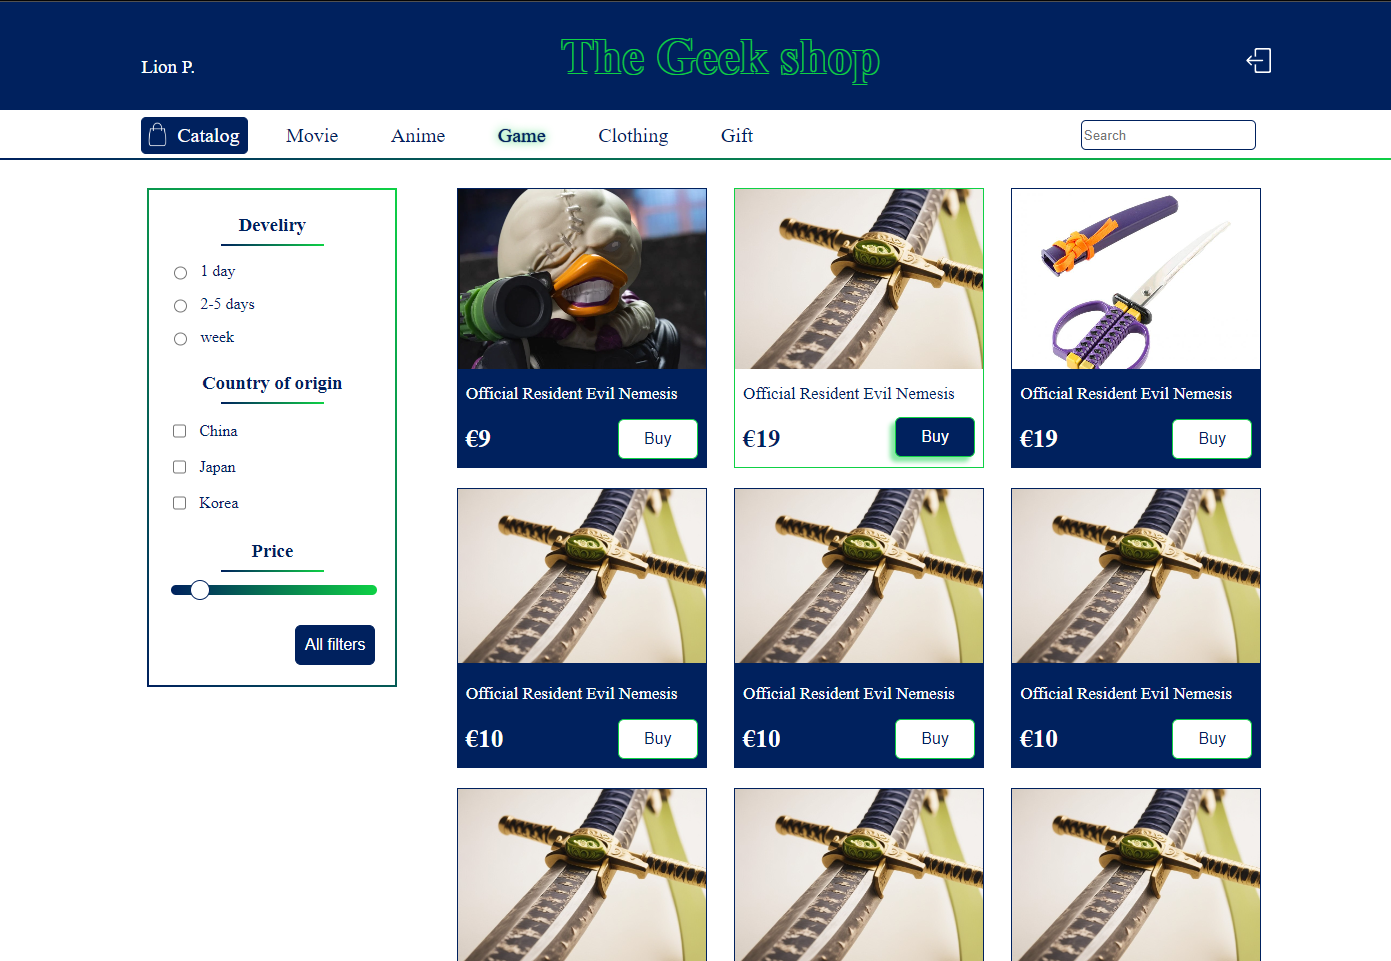 The Geek shop
Lion P.
Catalog Movie Anime Game Clothing Gift Search
Develiry
1 day
2-5 days
week
Country of origin
China
Japan
Korea
Price
All filters
Official Resident Evil Nemesis
€9 Buy
Official Resident Evil Nemesis
€19 Buy
Official Resident Evil Nemesis
€19 Buy
Official Resident Evil Nemesis
€10 Buy
Official Resident Evil Nemesis
€10 Buy
Official Resident Evil Nemesis
€10 Buy